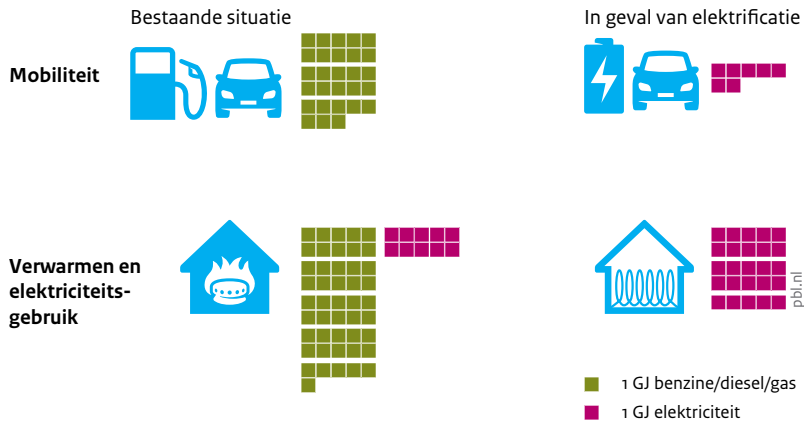 Bestaande situatie
In geval van elektrificatie
Mobiliteit
Verwarmen en
elektriciteits-
gebruik
pbl.nl
1 GJ benzine/diesel/gas
1 GJ elektriciteit